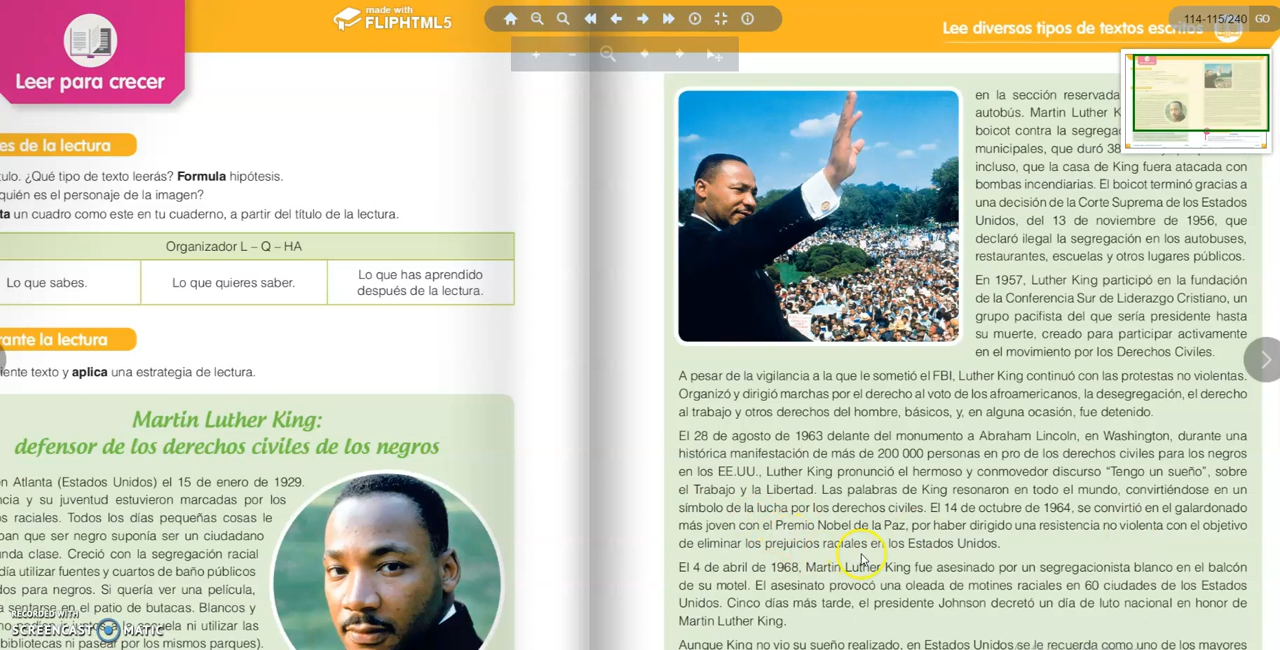 made with
FLIPHTML5
114-115/240 GO
Leer para crecer
Lee diversos tipos de textos escritos
es de la lectura
tulo. ¿Qué tipo de texto leerás? Formula hipótesis.
quién es el personaje de la imagen?
ta un cuadro como este en tu cuaderno, a partir del título de la lectura.
Organizador L – Q – HA
Lo que sabes.
Lo que quieres saber.
Lo que has aprendido
después de la lectura.
rante la lectura
iente texto y aplica una estrategia de lectura.
Martin Luther King:
defensor de los derechos civiles de los negros
en Atlanta (Estados Unidos) el 15 de enero de 1929.
ncia y su juventud estuvieron marcadas por los
os raciales. Todos los días pequeñas cosas le
ban que ser negro suponía ser un ciudadano
unda clase. Creció con la segregación racial
día utilizar fuentes y cuartos de baño públicos
dos para negros. Si quería ver una película,
a sentarse en el patio de butacas. Blancos y
a la escuela ni utilizar las
bibliotecas ni pasear por los mismos parques).
RECORDED WITH
SCREENCAST MATIC
en la sección reservada
autobús. Martin Luther K
boicot contra la segregac
municipales, que duró 38
incluso, que la casa de King fuera atacada con
bombas incendiarias. El boicot terminó gracias a
una decisión de la Corte Suprema de los Estados
Unidos, del 13 de noviembre de 1956, que
declaró ilegal la segregación en los autobuses,
restaurantes, escuelas y otros lugares públicos.
En 1957, Luther King participó en la fundación
de la Conferencia Sur de Liderazgo Cristiano, un
grupo pacifista del que sería presidente hasta
su muerte, creado para participar activamente
en el movimiento por los Derechos Civiles.
A pesar de la vigilancia a la que le sometió el FBI, Luther King continuó con las protestas no violentas.
Organizó y dirigió marchas por el derecho al voto de los afroamericanos, la desegregación, el derecho
al trabajo y otros derechos del hombre, básicos, y, en alguna ocasión, fue detenido.
El 28 de agosto de 1963 delante del monumento a Abraham Lincoln, en Washington, durante una
histórica manifestación de más de 200 000 personas en pro de los derechos civiles para los negros
en los EE.UU., Luther King pronunció el hermoso y conmovedor discurso “Tengo un sueño”, sobre
el Trabajo y la Libertad. Las palabras de King resonaron en todo el mundo, convirtiéndose en un
símbolo de la lucha por los derechos civiles. El 14 de octubre de 1964, se convirtió en el galardonado
más joven con el Premio Nobel de la Paz, por haber dirigido una resistencia no violenta con el objetivo
de eliminar los prejuicios raciales en los Estados Unidos.
El 4 de abril de 1968, Martin Luther King fue asesinado por un segregacionista blanco en el balcón
de su motel. El asesinato provocó una oleada de motines raciales en 60 ciudades de los Estados
Unidos. Cinco días más tarde, el presidente Johnson decretó un día de luto nacional en honor de
Martin Luther King.
Aunque King no vio su sueño realizado, en Estados Unidos se le recuerda como uno de los mayores